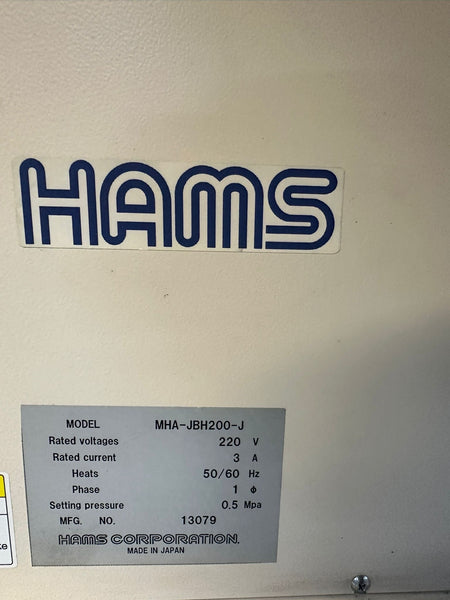 HAMS
MODEL MHA-JBH200-J
Rated voltages 220 V
Rated current 3 A
Heats 50/60 Hz
Phase 1 ϕ
Setting pressure 0.5 Mpa
MFG. NO. 13079
HAMS CORPORATION.
MADE IN JAPAN